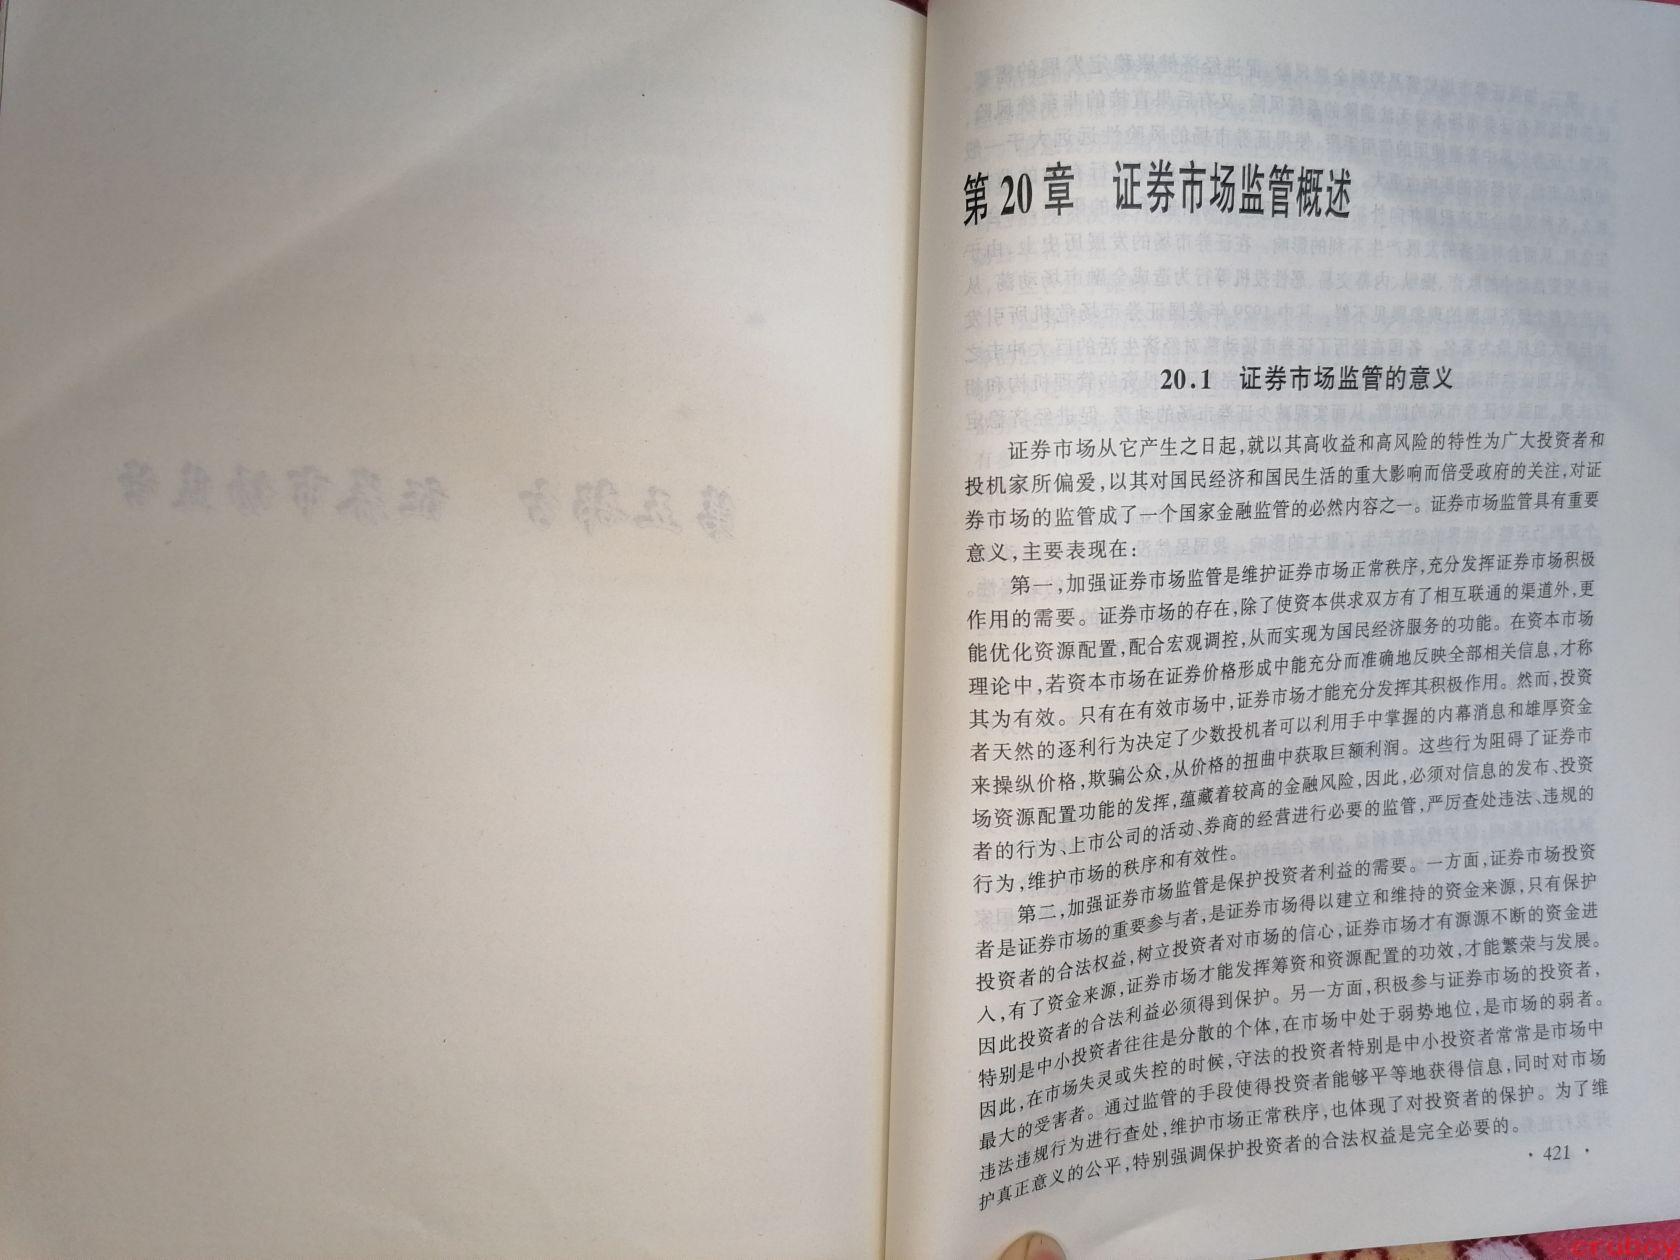 第20章 证券市场监管概述
20.1 证券市场监管的意义
证券市场从它产生之日起,就以其高收益和高风险的特性为广大投资者和
投机家所偏爱,以其对国民经济和国民生活的重大影响而倍受政府的关注,对证
券市场的监管成了一个国家金融监管的必然内容之一。证券市场监管具有重要
意义,主要表现在:
第一,加强证券市场监管是维护证券市场正常秩序,充分发挥证券市场积极
作用的需要。证券市场的存在,除了使资本供求双方有了相互联通的渠道外,更
能优化资源配置,配合宏观调控,从而实现为国民经济服务的功能。在资本市场
理论中,若资本市场在证券价格形成中能充分而准确地反映全部相关信息,才称
其为有效。只有在有效市场中,证券市场才能充分发挥其积极作用。然而,投资
者天然的逐利行为决定了少数投机者可以利用手中掌握的内幕消息和雄厚资金
来操纵价格,欺骗公众,从价格的扭曲中获取巨额利润。这些行为阻碍了证券市
场资源配置功能的发挥,蕴藏着较高的金融风险,因此,必须对信息的发布、投资
者的行为、上市公司的活动、券商的经营进行必要的监管,严厉查处违法、违规的
行为,维护市场的秩序和有效性。
第二,加强证券市场监管是保护投资者利益的需要。一方面,证券市场投资
者是证券市场的重要参与者,是证券市场得以建立和维持的资金来源,只有保护
投资者的合法权益,树立投资者对市场的信心,证券市场才有源源不断的资金进
入,有了资金来源,证券市场才能发挥筹资和资源配置的功效,才能繁荣与发展。
因此投资者的合法利益必须得到保护。另一方面,积极参与证券市场的投资者,
特别是中小投资者往往是分散的个体,在市场中处于弱势地位,是市场的弱者。
因此,在市场失灵或失控的时候,守法的投资者特别是中小投资者常常是市场中
最大的受害者。通过监管的手段使得投资者能够平等地获得信息,同时对市场
违法违规行为进行查处,维护市场正常秩序,也体现了对投资者的保护。为了维
护真正意义的公平,特别强调保护投资者的合法权益是完全必要的。
· 421 ·